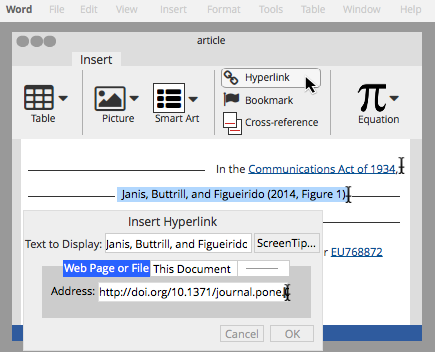 Word File Edit View Insert Format Tools Table Window Help
article
Insert
Hyperlink
Bookmark
Cross-reference
Table Picture Smart Art Equation
In the Communications Act of 1934,
Janis, Buttrill, and Figueirido (2014, Figure 1)
Insert Hyperlink
Text to Display: Janis, Buttrill, and Figueirido ScreenTip...
r EU768872
Web Page or File This Document
Address: http://doi.org/10.1371/journal.pone.
Cancel OK